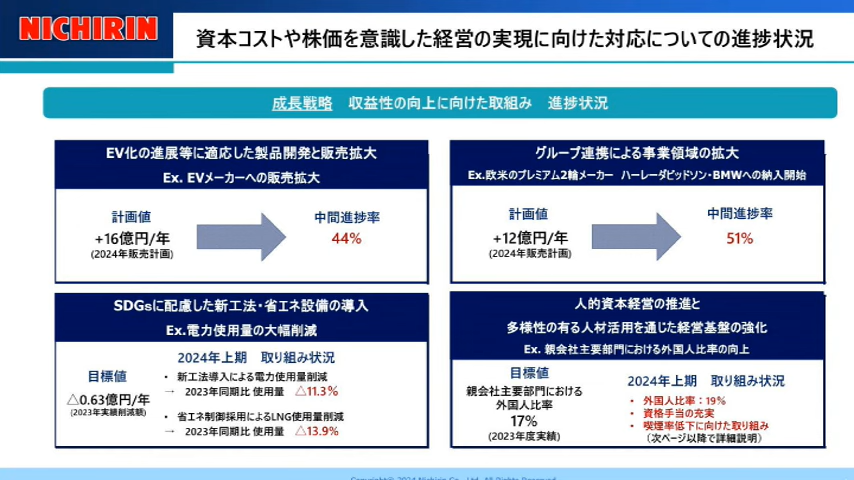 NICHIRIN
資本コストや株価を意識した経営の実現に向けた対応についての進捗状況
成長戦略　収益性の向上に向けた取組み　進捗状況
EV化の進展等に適応した製品開発と販売拡大
Ex. EVメーカーへの販売拡大
計画値
+16億円/年
(2024年販売計画)
中間進捗率
44%
グループ連携による事業領域の拡大
Ex.欧米のプレミアム2輪メーカー　ハーレーダビッドソン・BMWへの納入開始
計画値
+12億円/年
(2024年販売計画)
中間進捗率
51%
SDGsに配慮した新工法・省エネ設備の導入
Ex.電力使用量の大幅削減
目標値
△0.63億円/年
(2023年実績削減額)
2024年上期　取り組み状況
• 新工法導入による電力使用量削減
→ 2023年同期比 使用量 △11.3%
• 省エネ制御採用によるLNG使用量削減
→ 2023年同期比 使用量 △13.9%
人的資本経営の推進と
多様性の有る人材活用を通じた経営基盤の強化
Ex. 親会社主要部門における外国人比率の向上
目標値
親会社主要部門における
外国人比率
17%
(2023年度実績)
2024年上期　取り組み状況
• 外国人比率：19%
• 資格手当の充実
• 喫煙率低下に向けた取り組み
（次ページ以降で詳細説明）
Copyright© 2024 Nichirin Co., Ltd. All Rights Reserved.